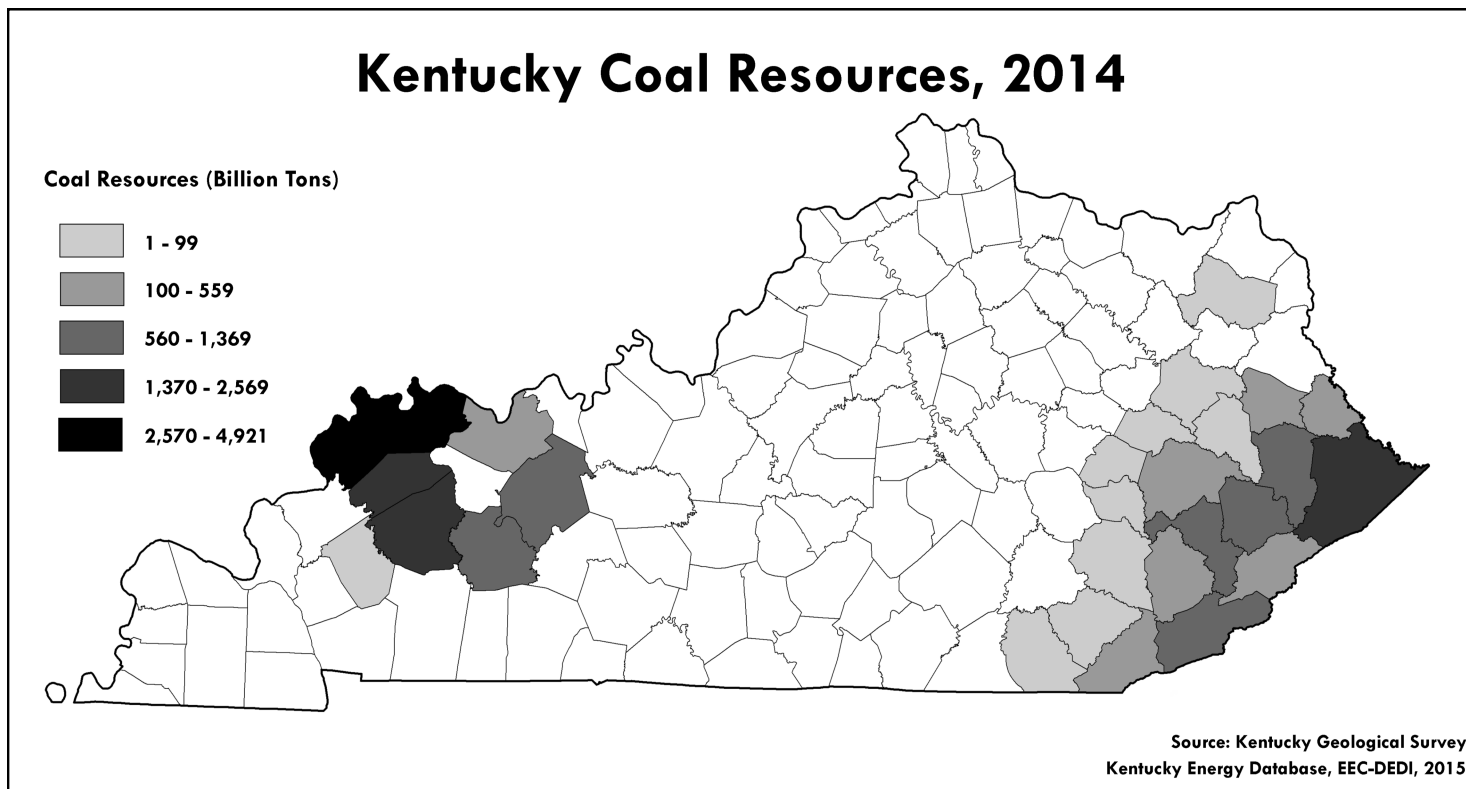 Kentucky Coal Resources, 2014
Coal Resources (Billion Tons)
1 - 99
100 - 559
560 - 1,369
1,370 - 2,569
2,570 - 4,921
Source: Kentucky Geological Survey
Kentucky Energy Database, EEC-DEDI, 2015